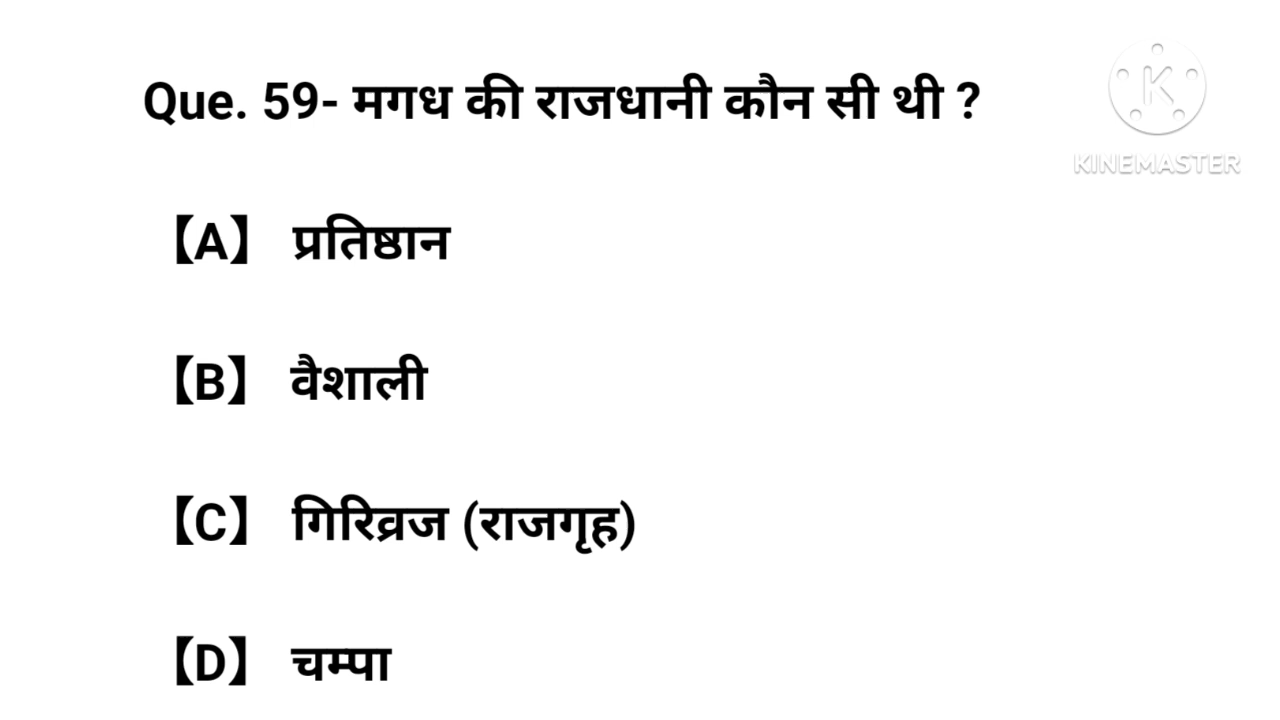 Que. 59- मगध की राजधानी कौन सी थी ?
K
KINEMASTER
【A】 प्रतिष्ठान
【B】 वैशाली
【C】 गिरिव्रज (राजगृह)
【D】 चम्पा